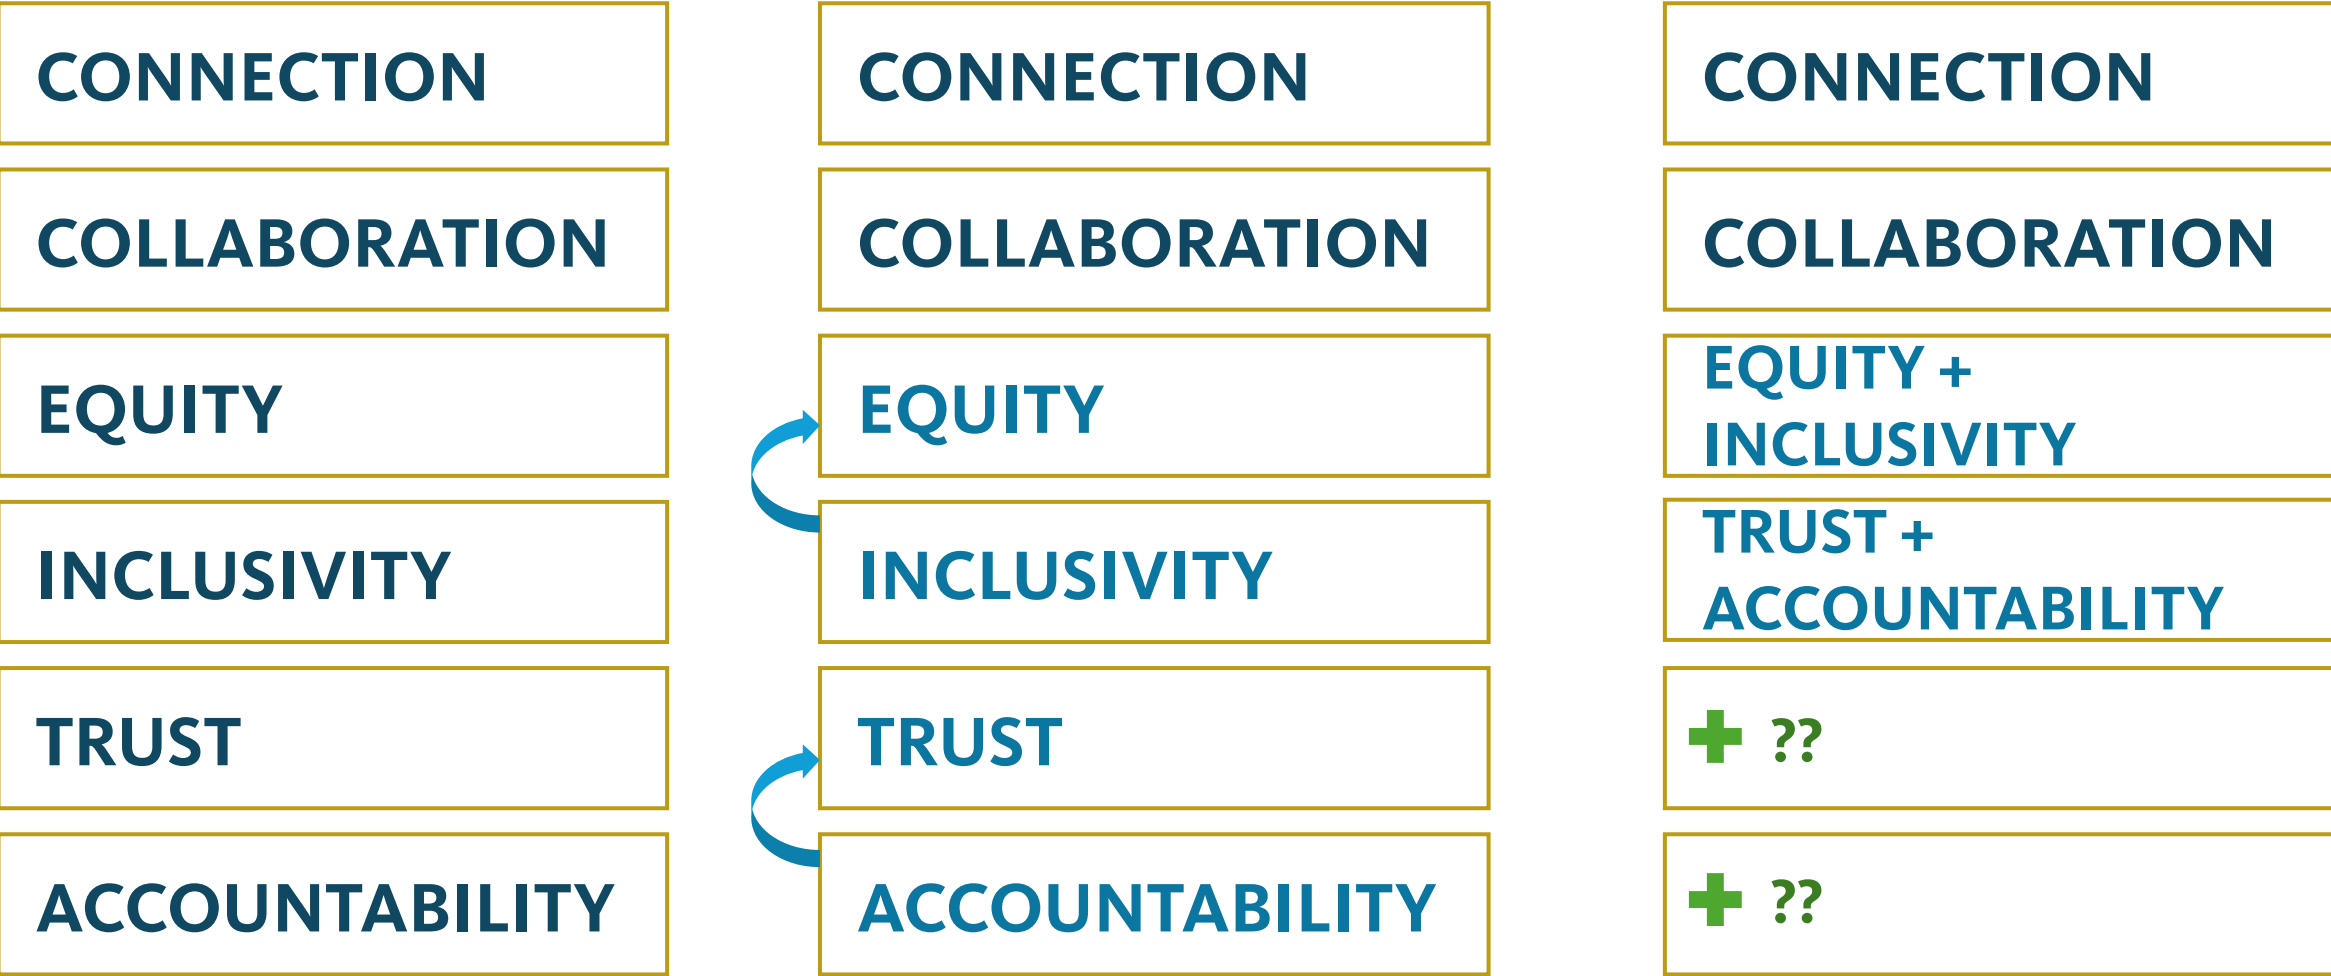 CONNECTION
COLLABORATION
EQUITY
INCLUSIVITY
TRUST
ACCOUNTABILITY
CONNECTION
COLLABORATION
EQUITY
INCLUSIVITY
TRUST
ACCOUNTABILITY
CONNECTION
COLLABORATION
EQUITY +
INCLUSIVITY
TRUST +
ACCOUNTABILITY
??
??